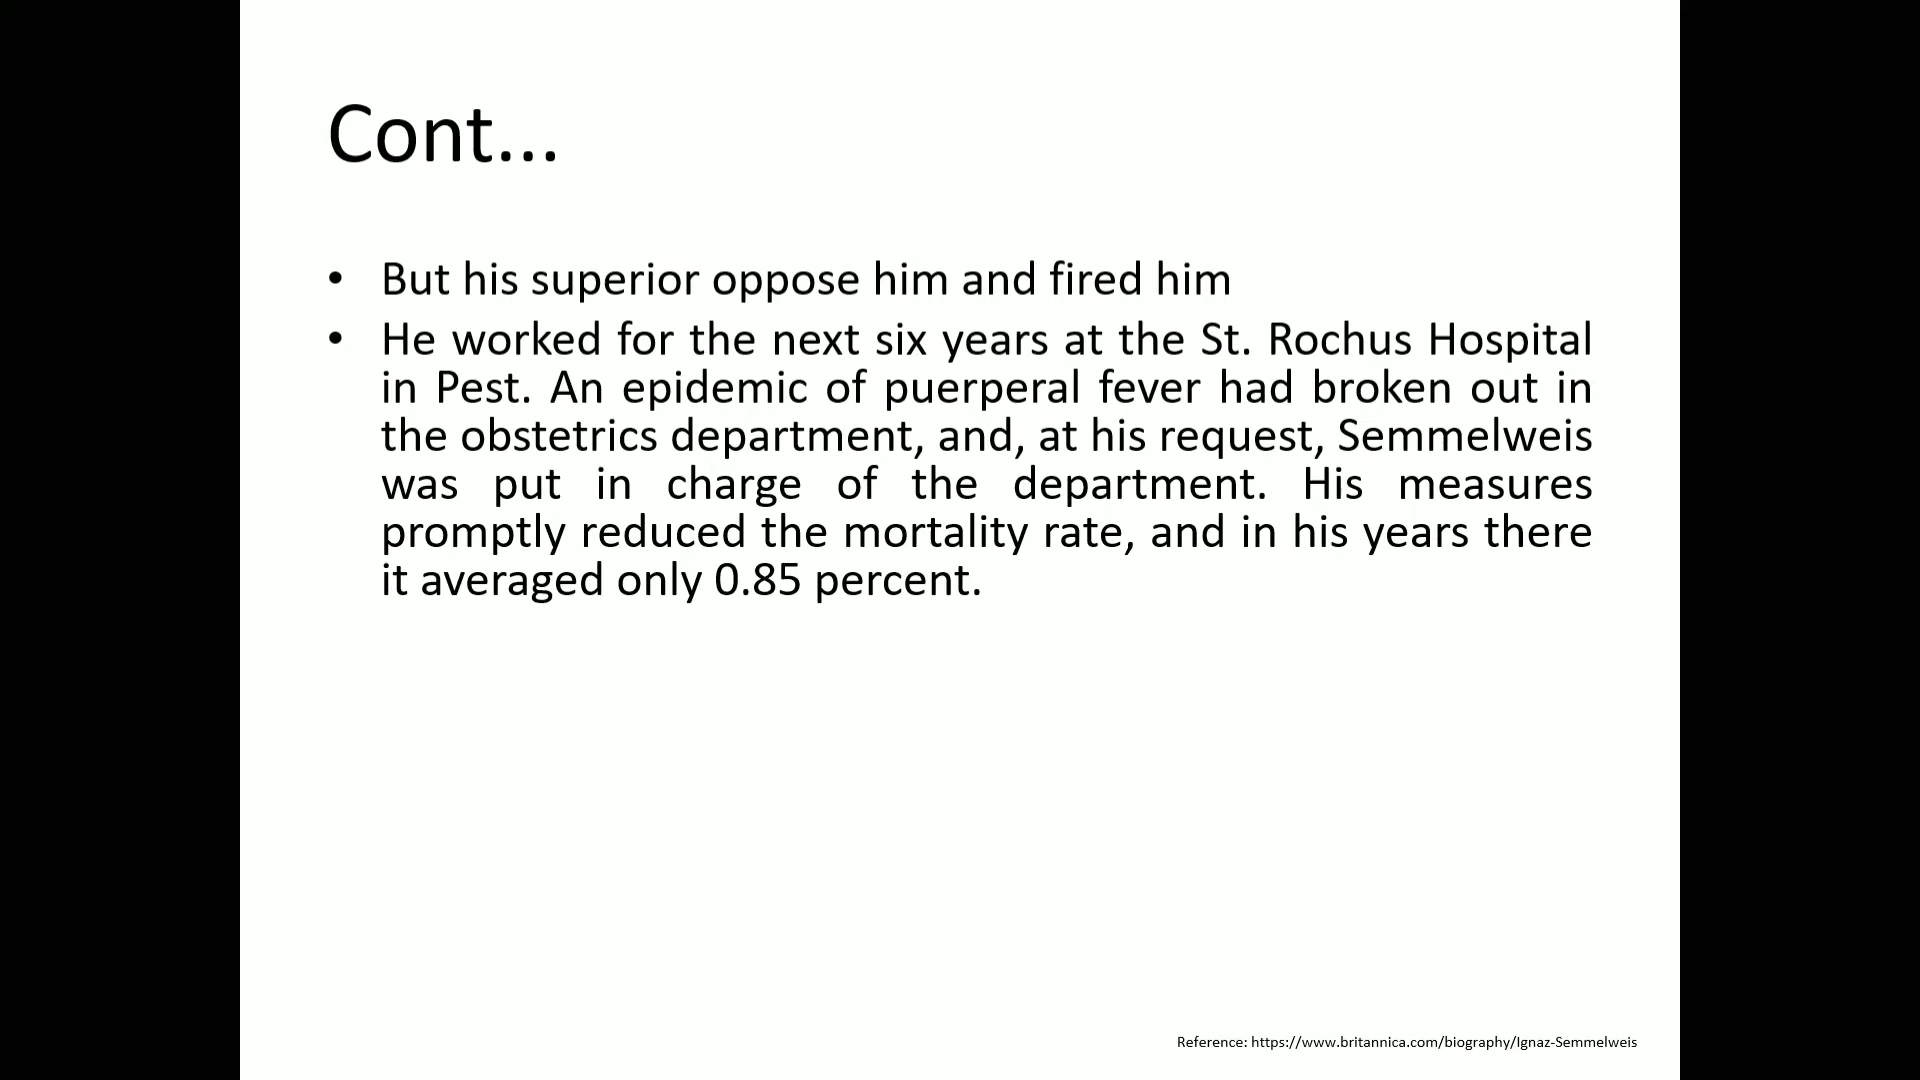 Cont...
• But his superior oppose him and fired him
• He worked for the next six years at the St. Rochus Hospital
in Pest. An epidemic of puerperal fever had broken out in
the obstetrics department, and, at his request, Semmelweis
was put in charge of the department. His measures
promptly reduced the mortality rate, and in his years there
it averaged only 0.85 percent.
Reference: https://www.britannica.com/biography/Ignaz-Semmelweis